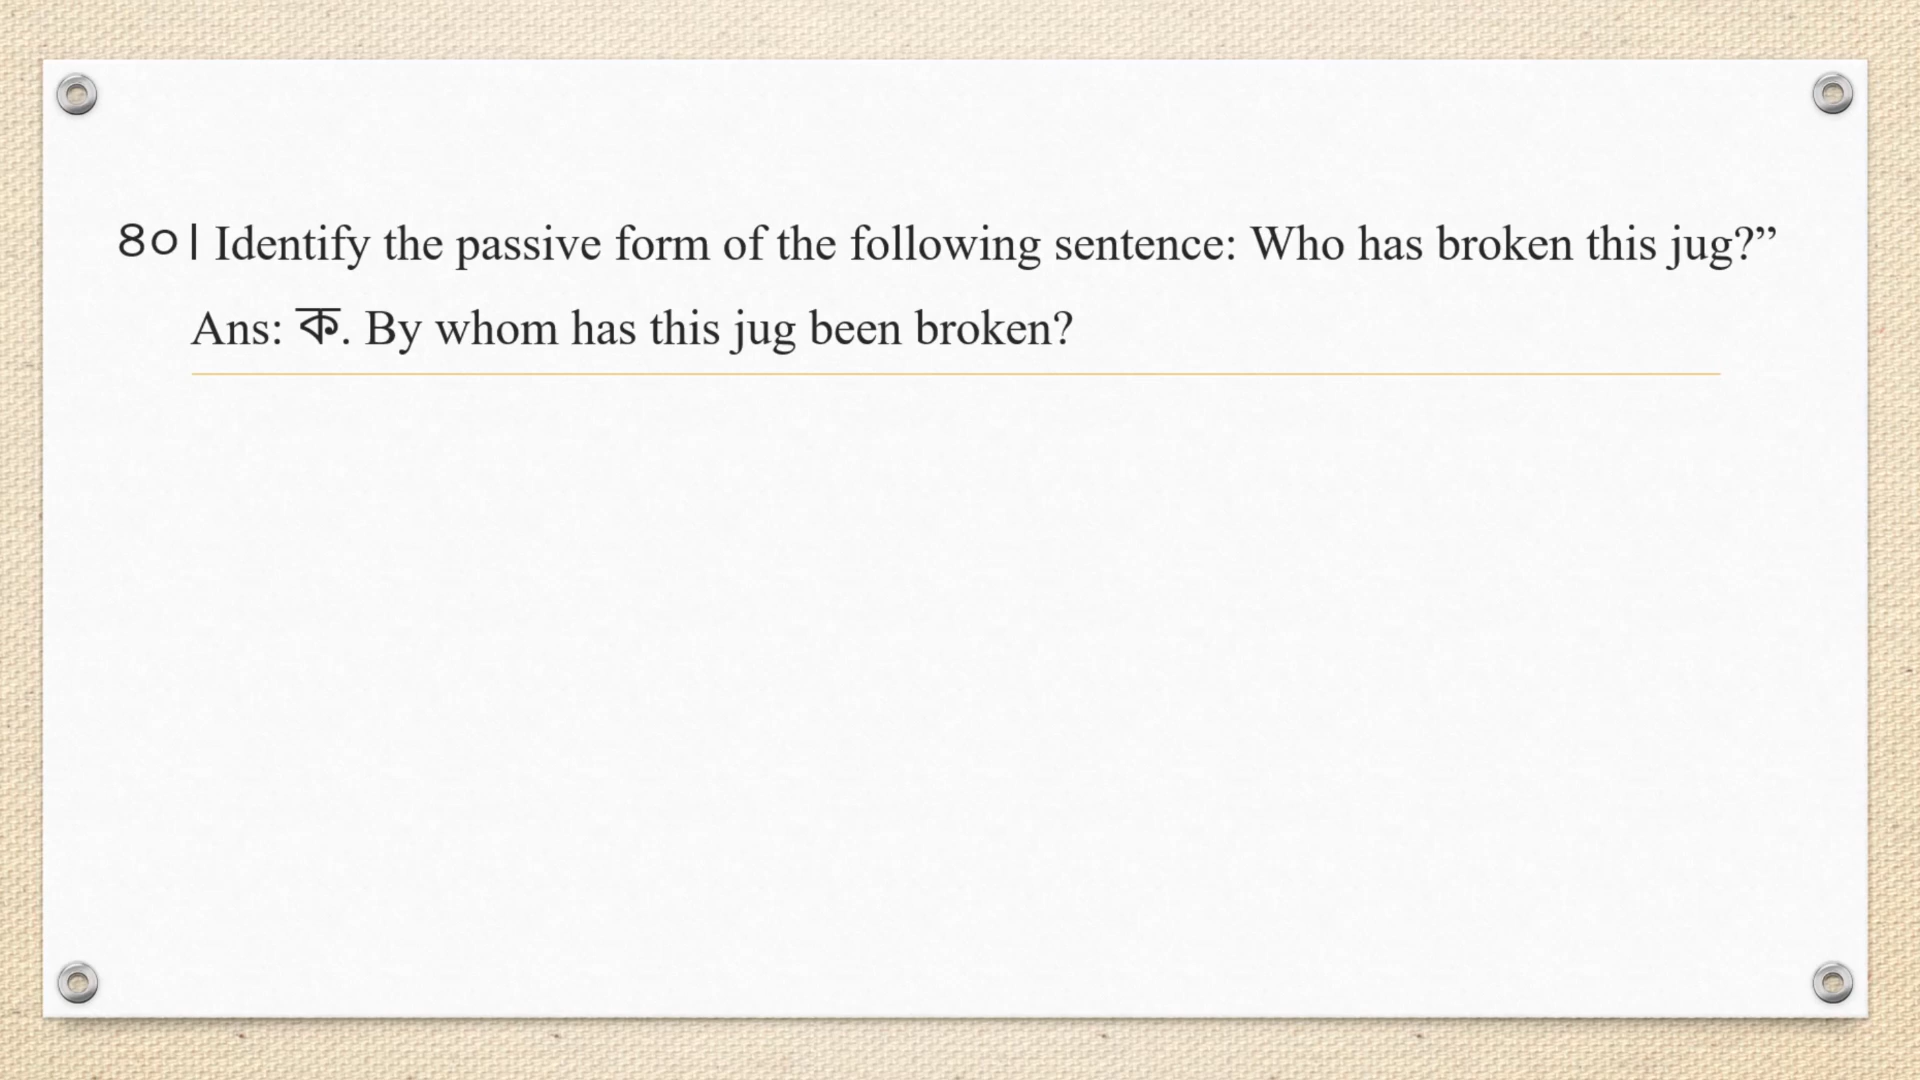 ৪০। Identify the passive form of the following sentence: Who has broken this jug?”
Ans: ক. By whom has this jug been broken?